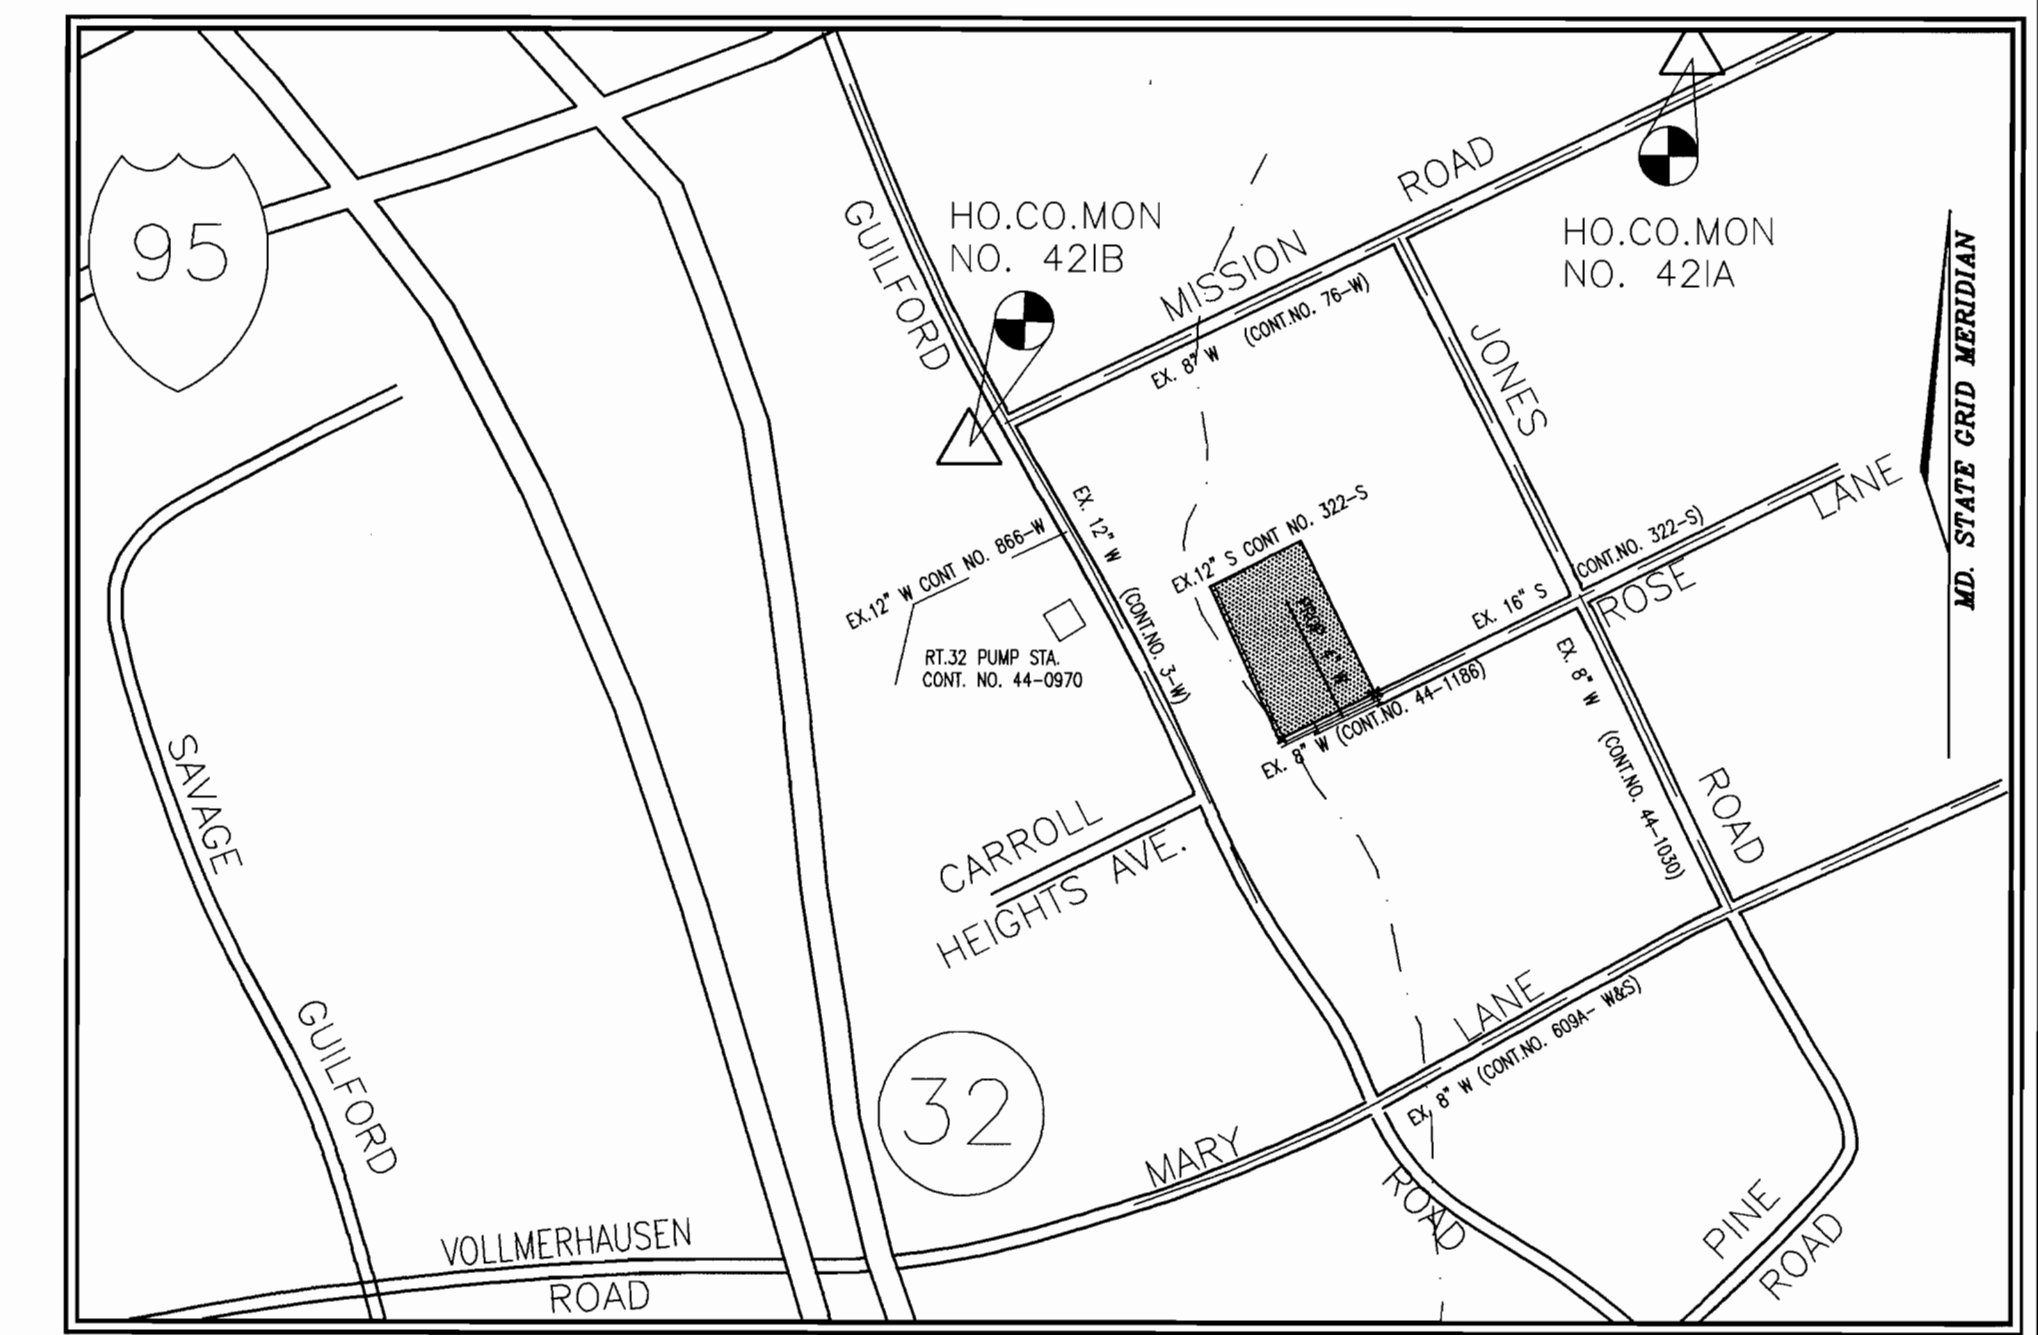 95
GUILFORD
HO.CO.MON
NO. 42IB
MISSION
ROAD
HO.CO.MON
NO. 42IA
MD. STATE GRID MERIDIAN
EX. 8" W (CONT.NO. 76-W)
JONES
EX. 12" W (CONT.NO. 3-W)
EX.12" W CONT NO. 866-W
EX.12" S CONT NO. 322-S
RT.32 PUMP STA.
CONT. NO. 44-0970
EX. 16" S (CONT.NO. 322-S)
ROSE
LANE
EX. 8" W (CONT.NO. 44-1186)
EX. 8" W (CONT.NO. 44-1030)
ROAD
SAVAGE
GUILFORD
CARROLL
HEIGHTS AVE.
32
MARY
LANE
EX. 8" W (CONT.NO. 609A- W&S)
ROAD
PINE
ROAD
VOLLMERHAUSEN
ROAD